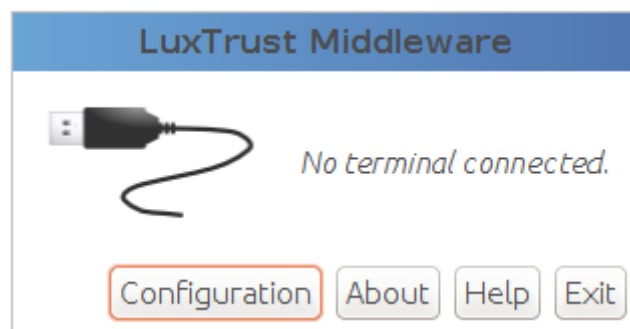 LuxTrust Middleware
No terminal connected.
Configuration About Help Exit